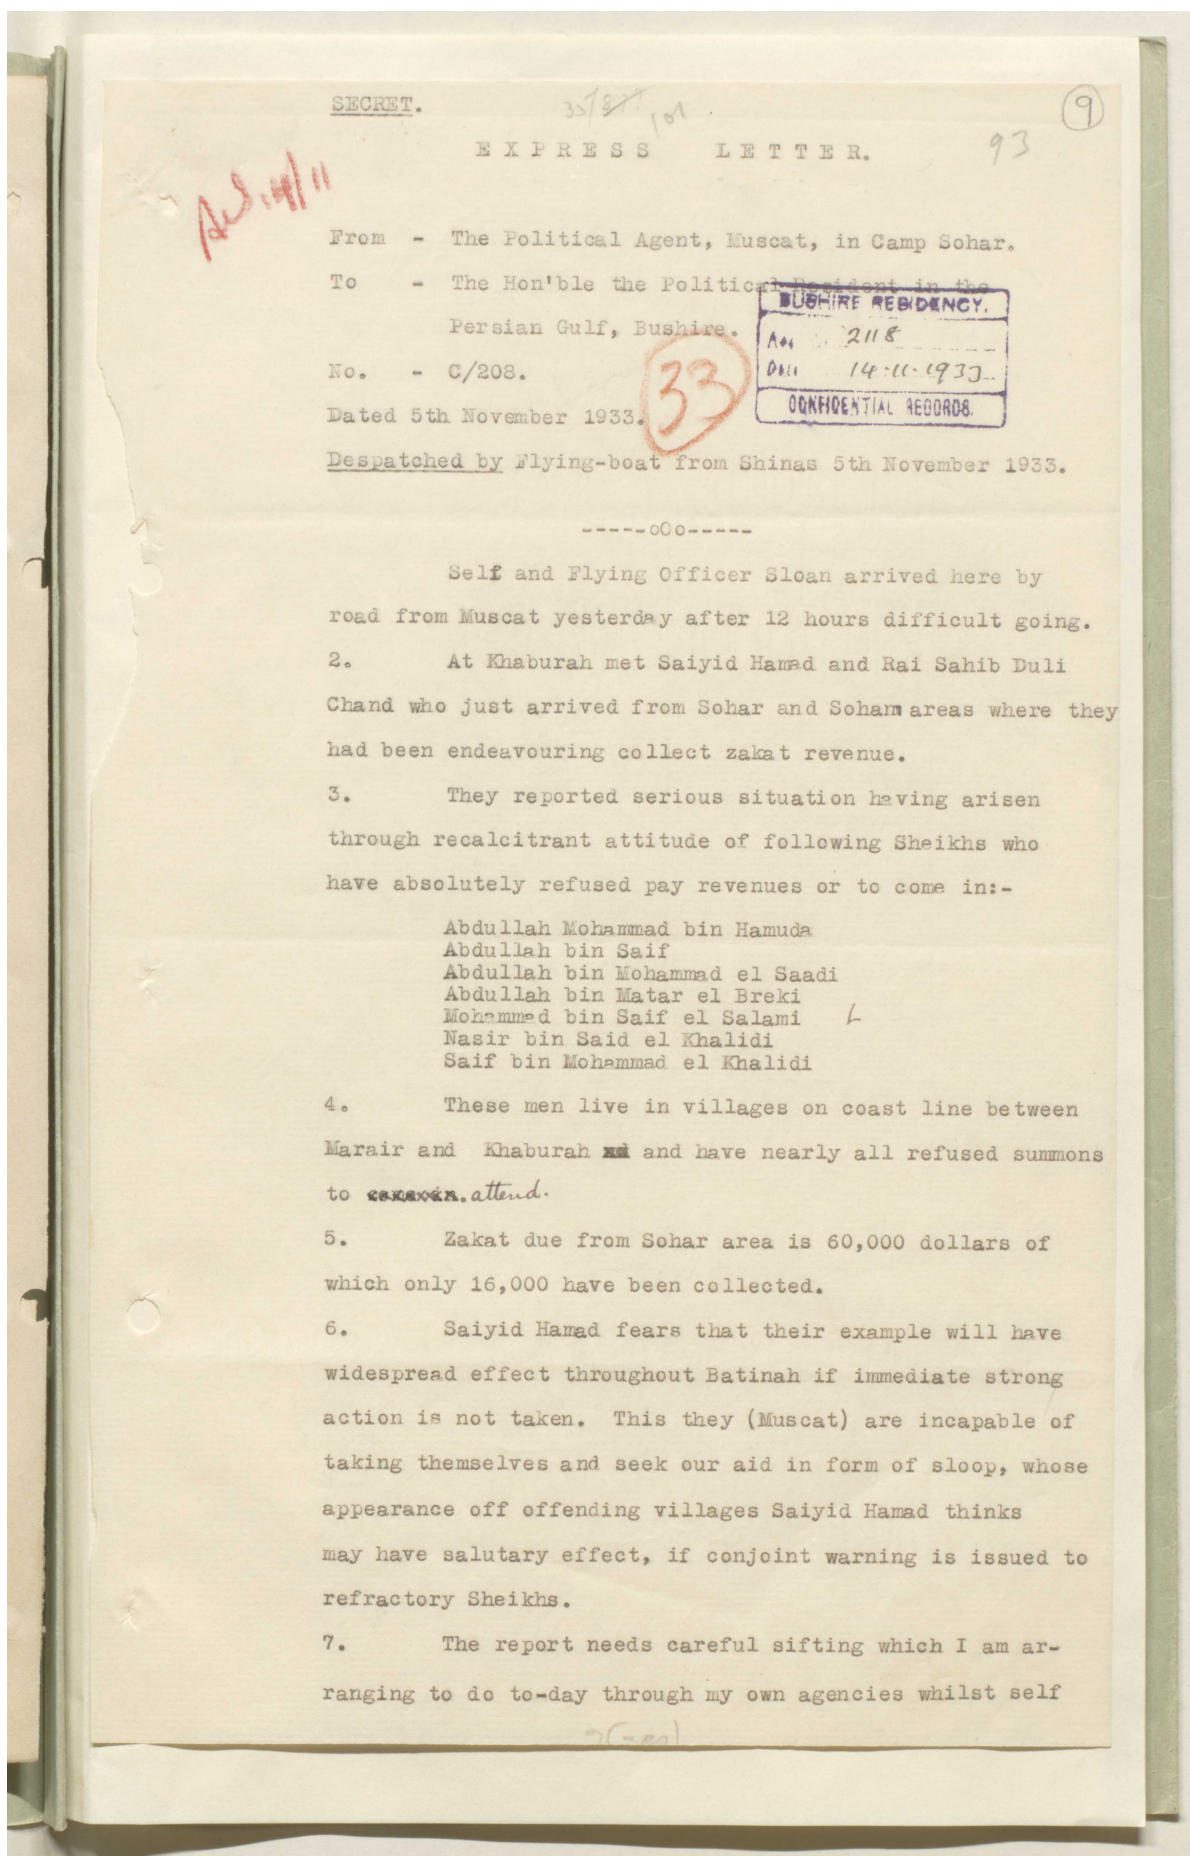 SECRET.
9
EXPRESS LETTER.
93
From - The Political Agent, Muscat, in Camp Sohar.
To - The Hon'ble the Political Resident in the
Persian Gulf, Bushire.
BUSHIRE RESIDENCY.
2118
14-11-1933
CONFIDENTIAL RECORDS.
No. - C/208.
33
Dated 5th November 1933.
Despatched by Flying-boat from Shinas 5th November 1933.
-----oOo-----
Self and Flying Officer Sloan arrived here by
road from Muscat yesterday after 12 hours difficult going.
2. At Khaburah met Saiyid Hamad and Rai Sahib Duli
Chand who just arrived from Sohar and Soham areas where they
had been endeavouring collect zakat revenue.
3. They reported serious situation having arisen
through recalcitrant attitude of following Sheikhs who
have absolutely refused pay revenues or to come in:-
Abdullah Mohammad bin Hamuda
Abdullah bin Saif
Abdullah bin Mohammad el Saadi
Abdullah bin Matar el Breki
Mohammad bin Saif el Salami
Nasir bin Said el Khalidi
Saif bin Mohammad el Khalidi
4. These men live in villages on coast line between
Marair and Khaburah and have nearly all refused summons
to attend.
5. Zakat due from Sohar area is 60,000 dollars of
which only 16,000 have been collected.
6. Saiyid Hamad fears that their example will have
widespread effect throughout Batinah if immediate strong
action is not taken. This they (Muscat) are incapable of
taking themselves and seek our aid in form of sloop, whose
appearance off offending villages Saiyid Hamad thinks
may have salutary effect, if conjoint warning is issued to
refractory Sheikhs.
7. The report needs careful sifting which I am ar-
ranging to do to-day through my own agencies whilst self